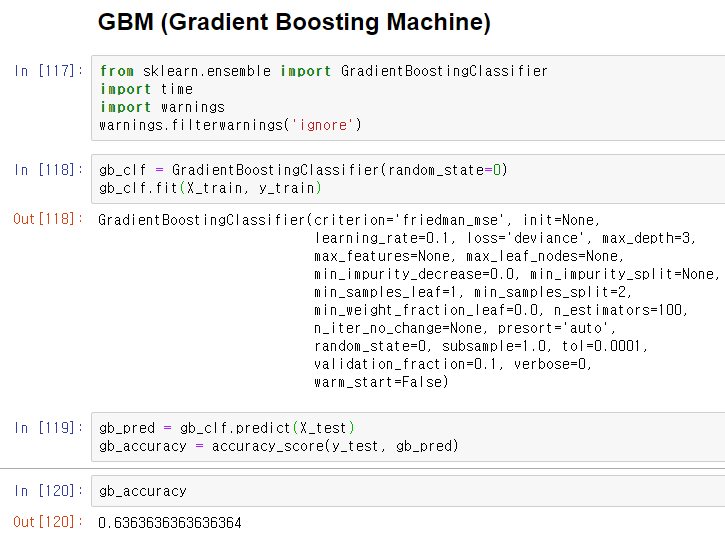 GBM (Gradient Boosting Machine)
In [117]: from sklearn.ensemble import GradientBoostingClassifier
import time
import warnings
warnings.filterwarnings('ignore')
In [118]: gb_clf = GradientBoostingClassifier(random_state=0)
gb_clf.fit(X_train, y_train)
Out[118]: GradientBoostingClassifier(criterion='friedman_mse', init=None,
learning_rate=0.1, loss='deviance', max_depth=3,
max_features=None, max_leaf_nodes=None,
min_impurity_decrease=0.0, min_impurity_split=None,
min_samples_leaf=1, min_samples_split=2,
min_weight_fraction_leaf=0.0, n_estimators=100,
n_iter_no_change=None, presort='auto',
random_state=0, subsample=1.0, tol=0.0001,
validation_fraction=0.1, verbose=0,
warm_start=False)
In [119]: gb_pred = gb_clf.predict(X_test)
gb_accuracy = accuracy_score(y_test, gb_pred)
In [120]: gb_accuracy
Out[120]: 0.6363636363636364